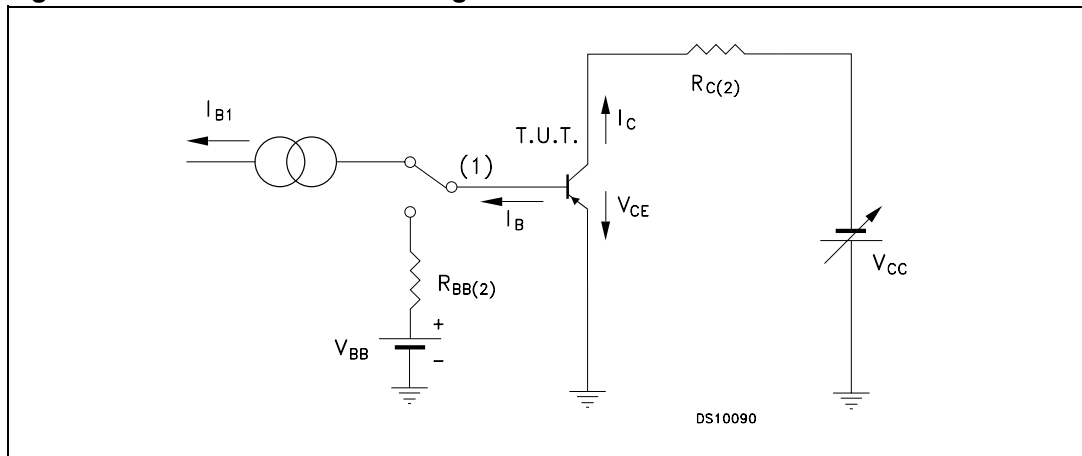 I_B1
R_C(2)
I_C
T.U.T.
(1)
V_CE
I_B
V_CC
R_BB(2)
+
V_BB
−
DS10090